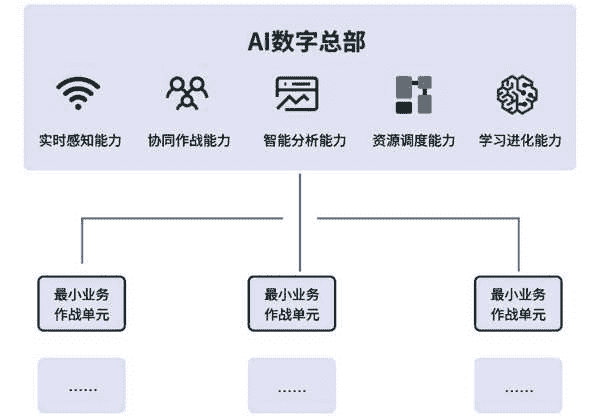 AI数字总部
实时感知能力 协同作战能力 智能分析能力 资源调度能力 学习进化能力
最小业务 最小业务 最小业务
作战单元 作战单元 作战单元
...... ...... ......